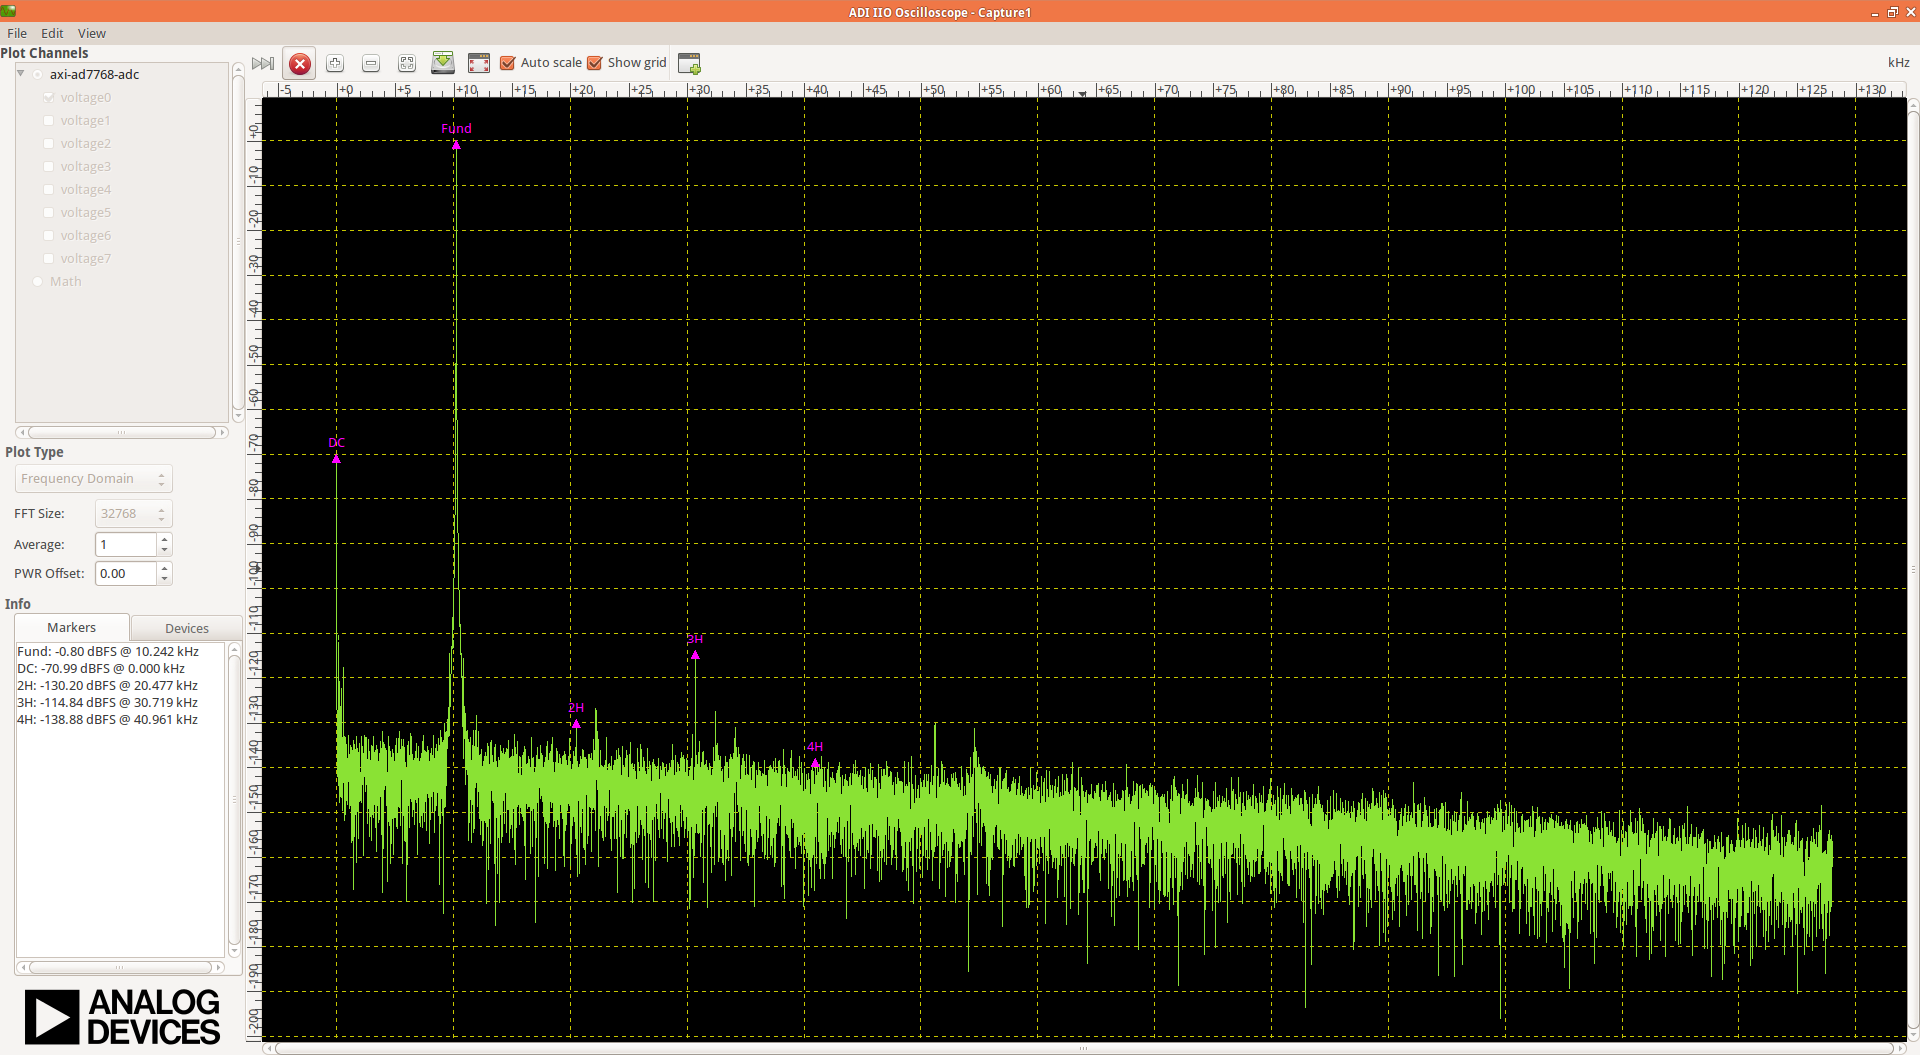 ADI IIO Oscilloscope - Capture1
File Edit View
Plot Channels
axi-ad7768-adc
voltage0
voltage1
voltage2
voltage3
voltage4
voltage5
voltage6
voltage7
Math
Auto scale
Show grid
kHz
-5 +0 +5 +10 +15 +20 +25 +30 +35 +40 +45 +50 +55 +60 +65 +70 +75 +80 +85 +90 +95 +100 +105 +110 +115 +120 +125 +130
+0
-10
-20
-30
-40
-50
-60
-70
-80
-90
-100
-110
-120
-130
-140
-150
-160
-170
-180
-190
-200
Fund
DC
3H
2H
4H
Plot Type
Frequency Domain
FFT Size: 32768
Average: 1
PWR Offset: 0.00
Info
Markers Devices
Fund: -0.80 dBFS @ 10.242 kHz
DC: -70.99 dBFS @ 0.000 kHz
2H: -130.20 dBFS @ 20.477 kHz
3H: -114.84 dBFS @ 30.719 kHz
4H: -138.88 dBFS @ 40.961 kHz
ANALOG
DEVICES